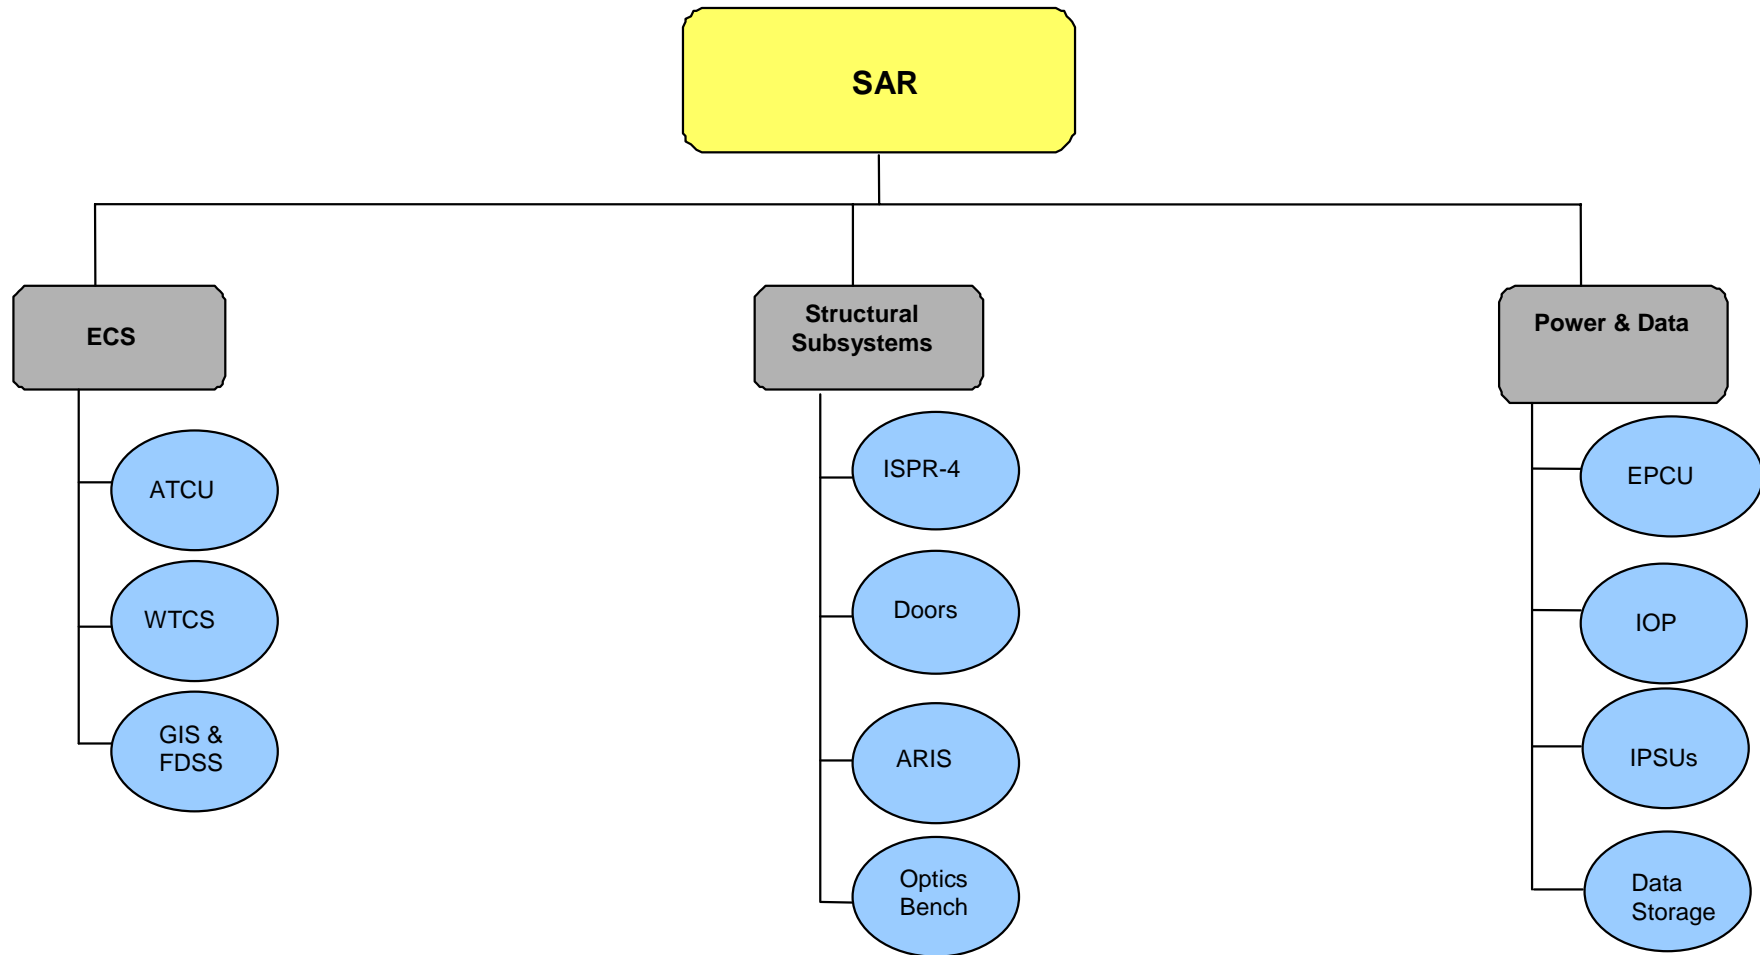 SAR
ECS
Structural
Subsystems
Power & Data
ATCU
WTCS
GIS &
FDSS
ISPR-4
Doors
ARIS
Optics
Bench
EPCU
IOP
IPSUs
Data
Storage